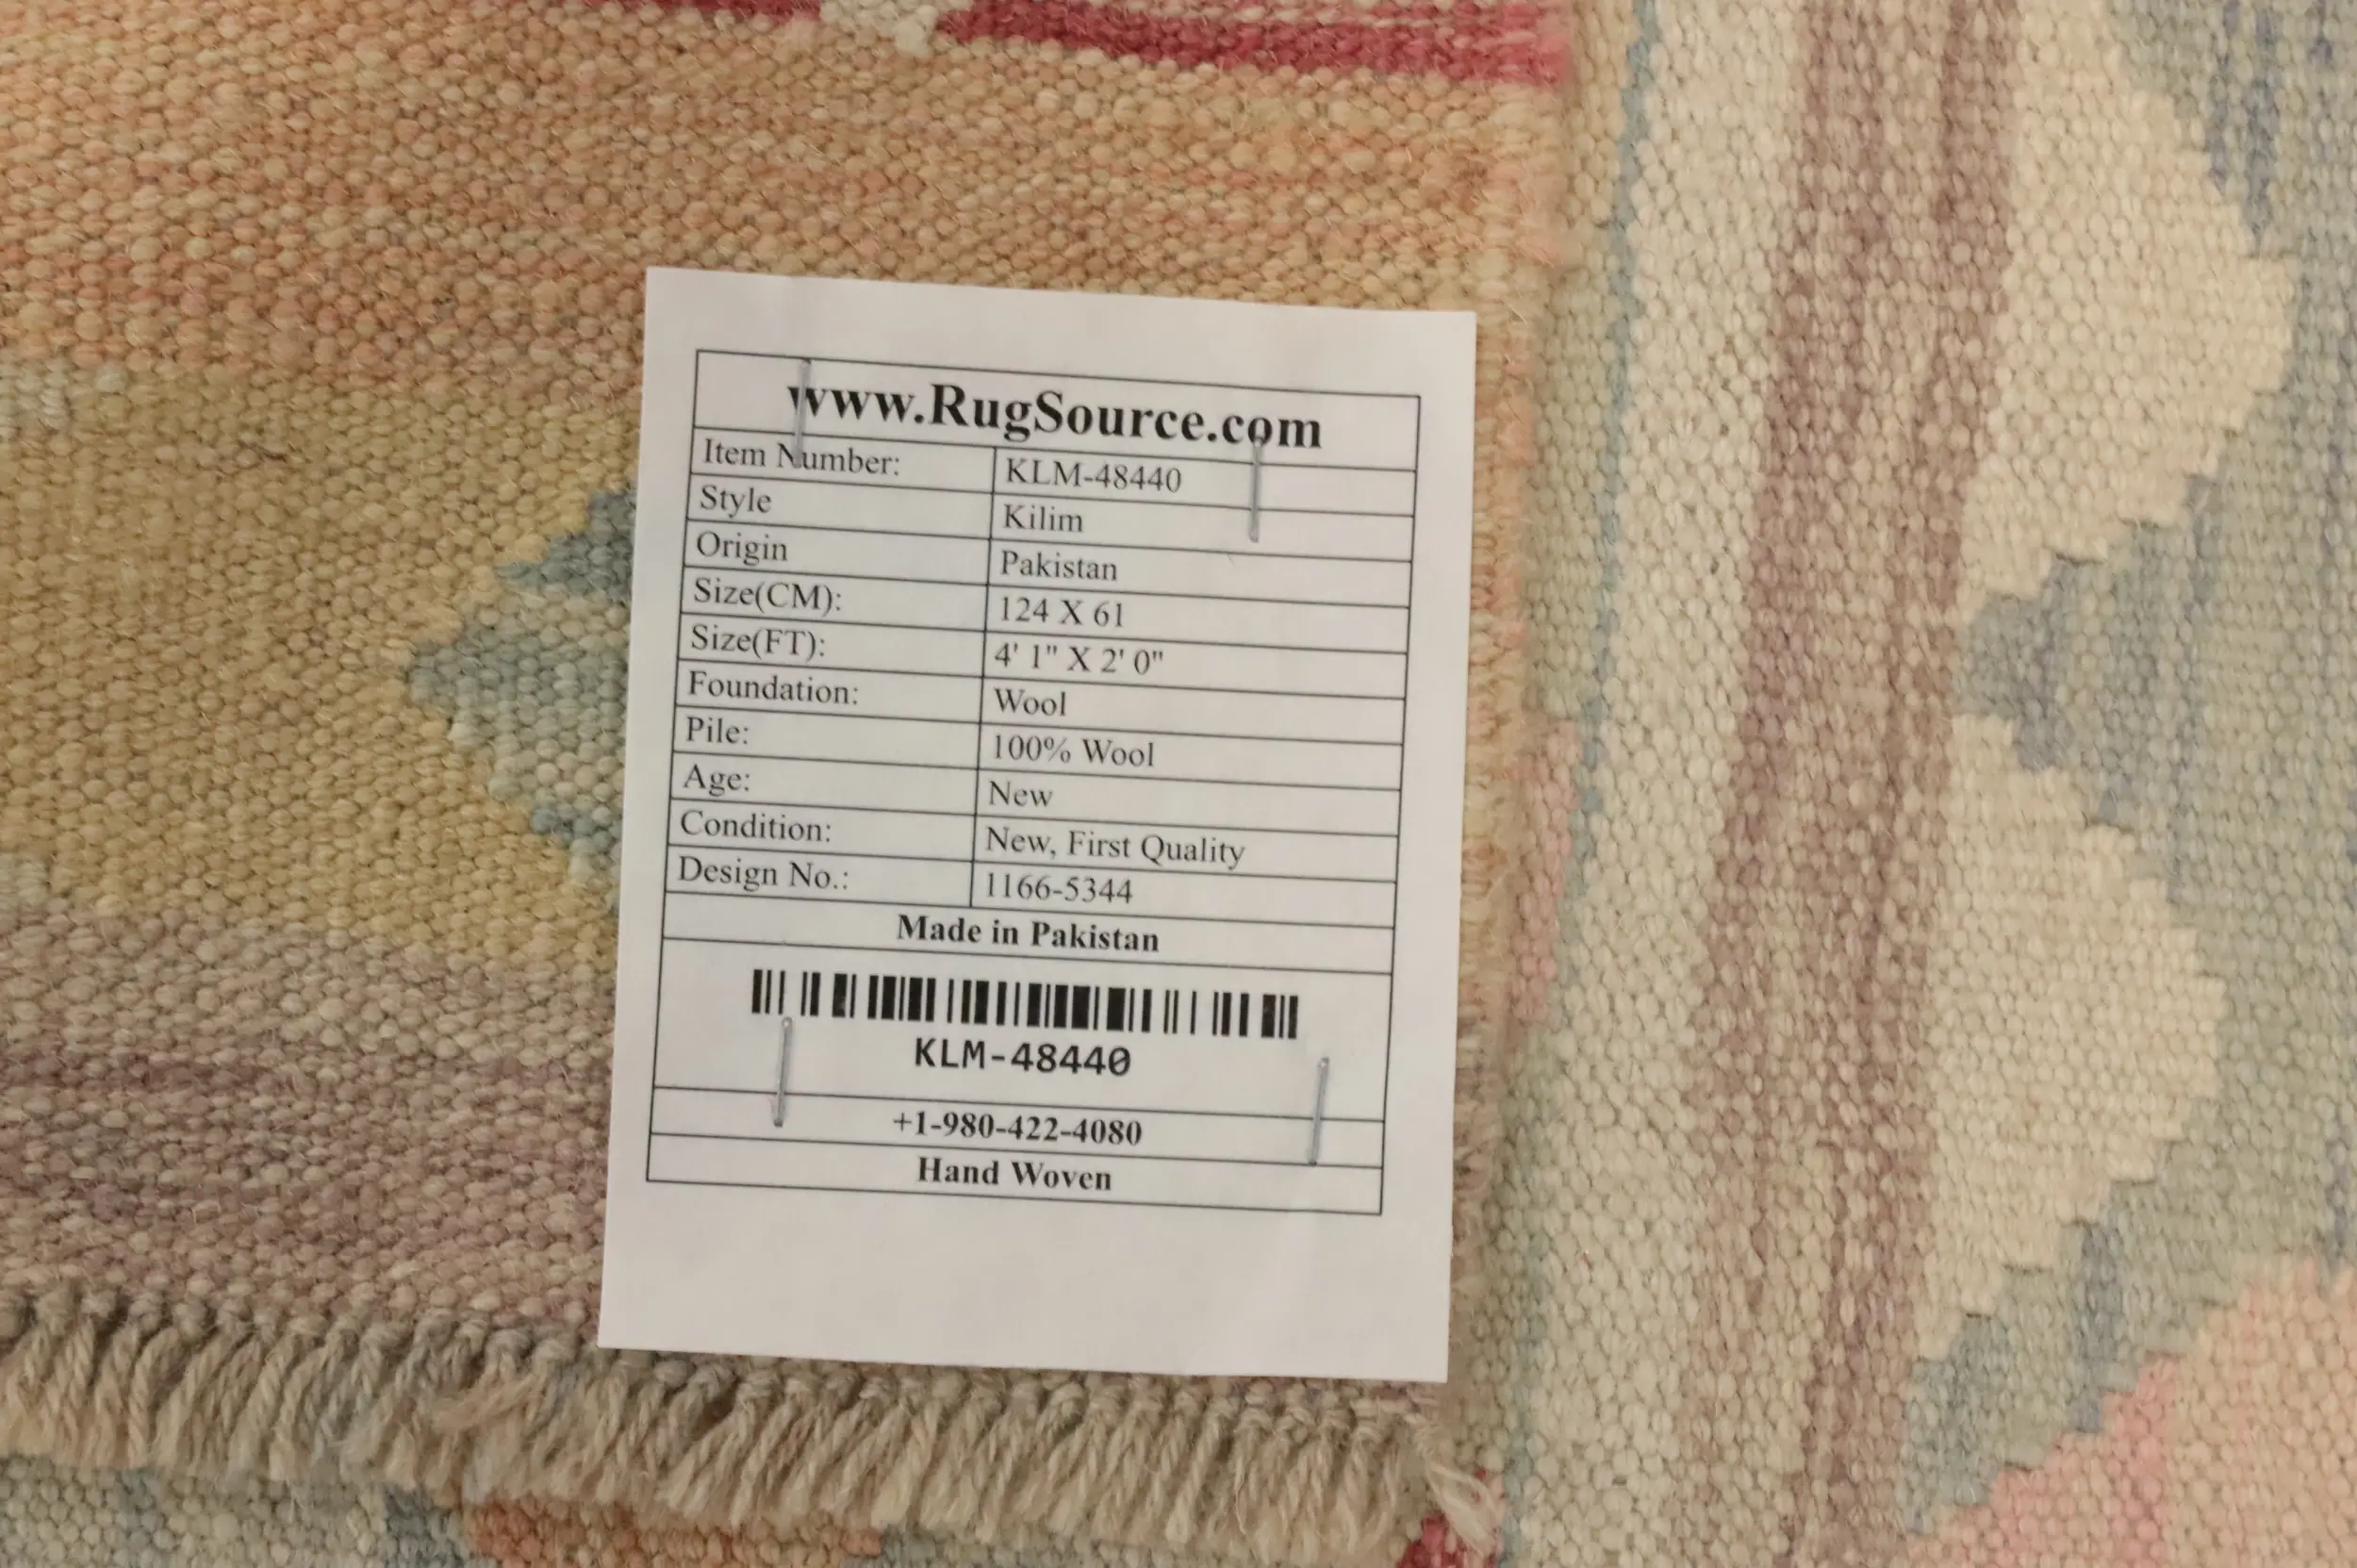 www.RugSource.com
Item Number: KLM-48440
Style Kilim
Origin Pakistan
Size(CM): 124 X 61
Size(FT): 4' 1" X 2' 0"
Foundation: Wool
Pile: 100% Wool
Age: New
Condition: New, First Quality
Design No.: 1166-5344
Made in Pakistan
KLM-48440
+1-980-422-4080
Hand Woven